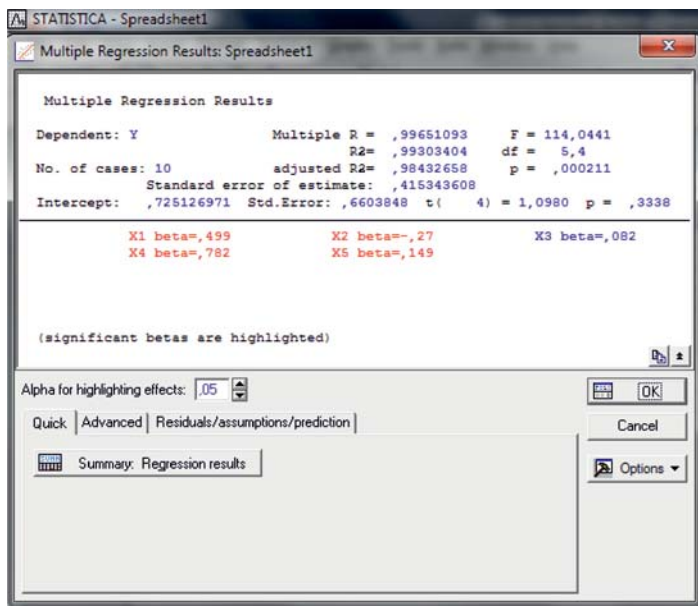 STATISTICA - Spreadsheet1
Multiple Regression Results: Spreadsheet1
Multiple Regression Results
Dependent: Y Multiple R = ,99651093 F = 114,0441
R2= ,99303404 df = 5,4
No. of cases: 10 adjusted R2= ,98432658 p = ,000211
Standard error of estimate: ,415343608
Intercept: ,725126971 Std.Error: ,6603848 t( 4) = 1,0980 p = ,3338
X1 beta=,499 X2 beta=-,27 X3 beta=,082
X4 beta=,782 X5 beta=,149
(significant betas are highlighted)
Alpha for highlighting effects: ,05
OK
Quick Advanced Residuals/assumptions/prediction
Cancel
Summary: Regression results
Options